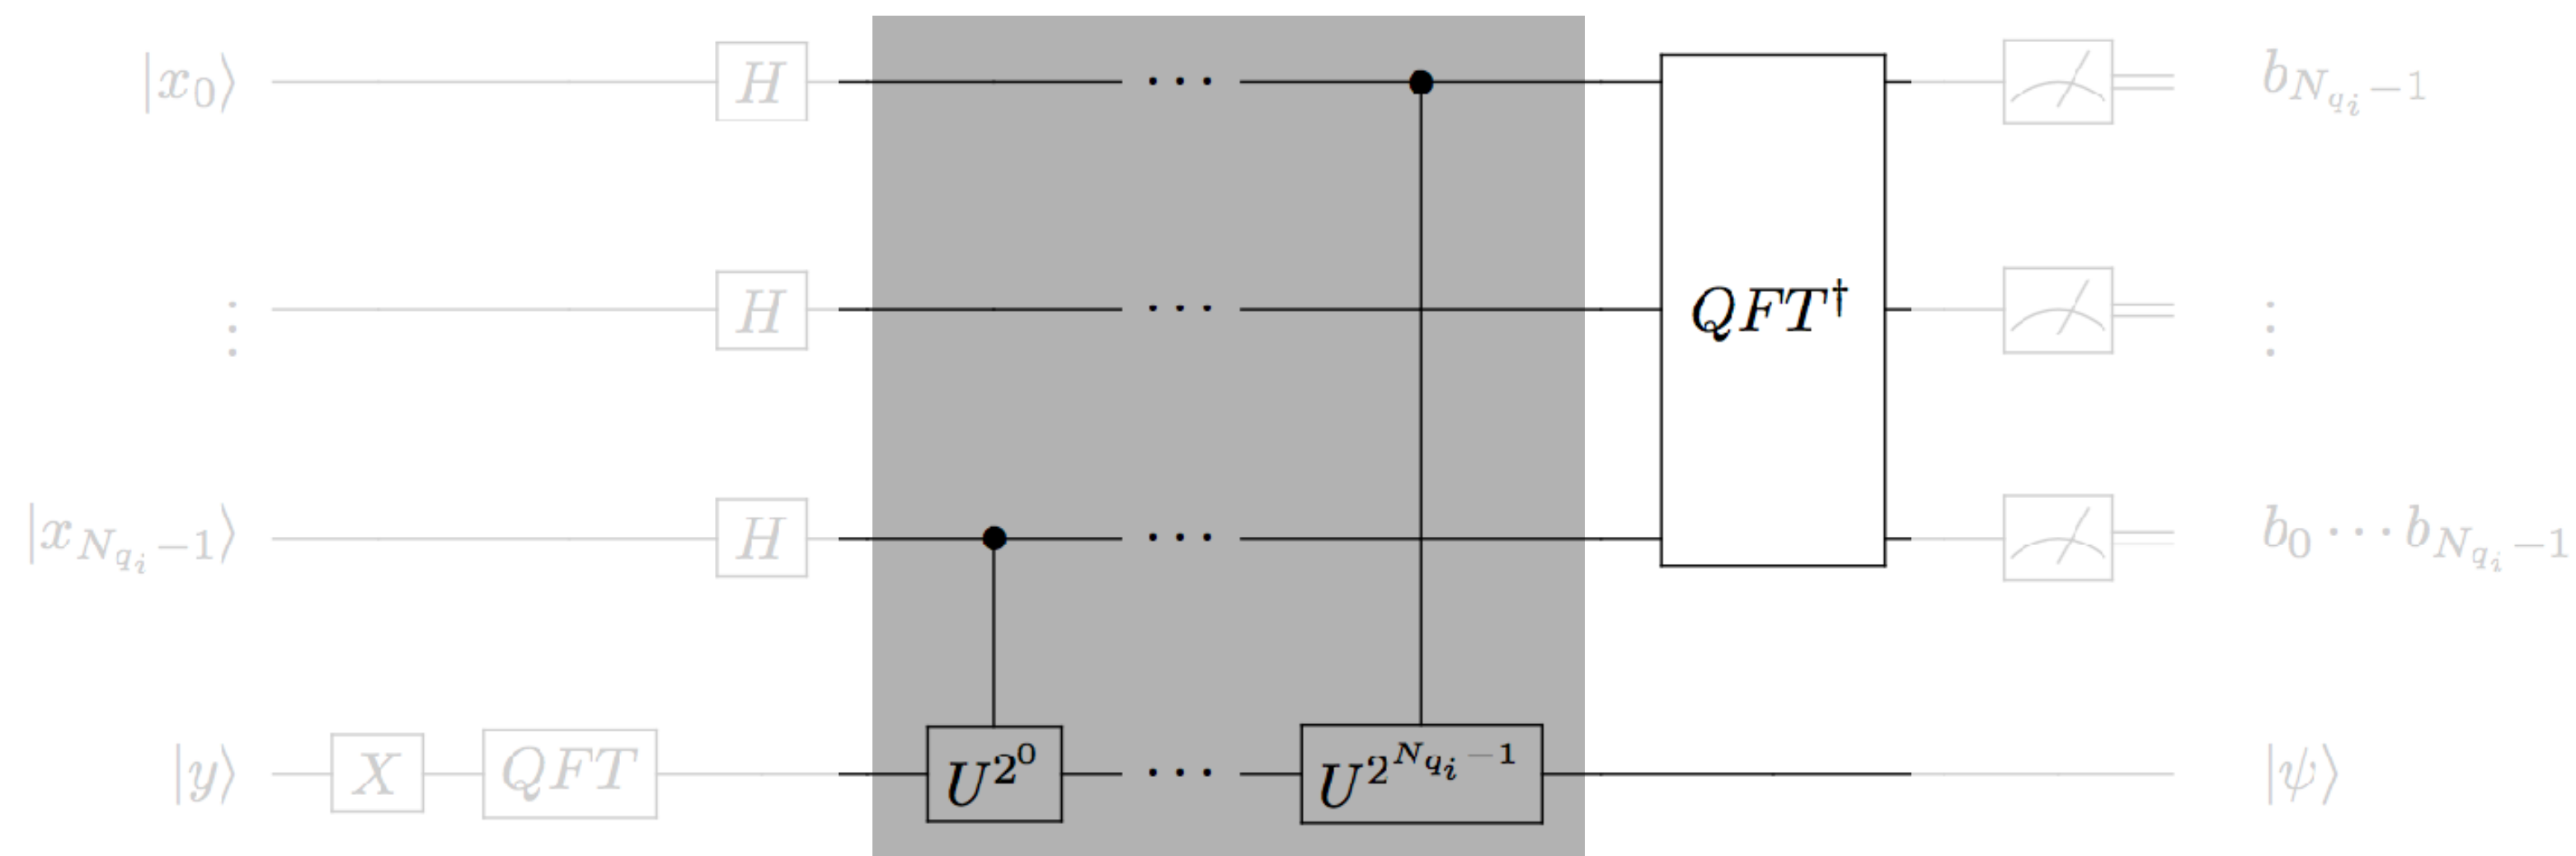 |x₀⟩ H ··· b_{N_{q_i}−1}
⋮ H ··· QFT† ⋮
|x_{N_{q_i}−1}⟩ H ··· b₀ ··· b_{N_{q_i}−1}
|y⟩ X QFT U^{2^0} ··· U^{2^{N_{q_i}−1}} |ψ⟩